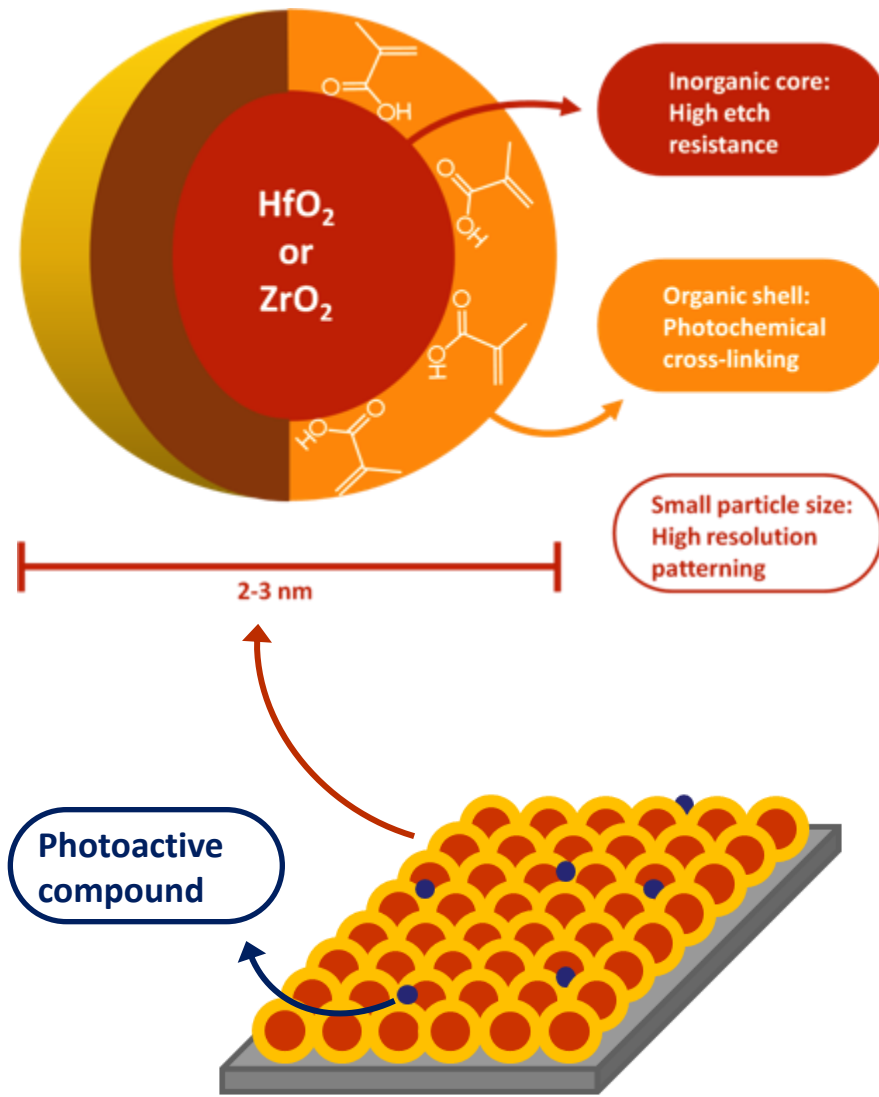 O
OH
Inorganic core:
High etch
resistance
HfO₂
or
ZrO₂
O
OH
O
OH
O
HO
Organic shell:
Photochemical
cross-linking
Small particle size:
High resolution
patterning
2-3 nm
Photoactive
compound